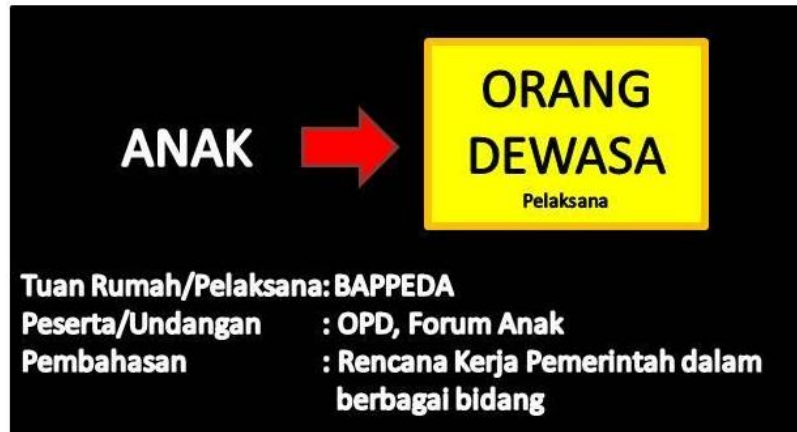 ANAK
ORANG
DEWASA
Pelaksana
Tuan Rumah/Pelaksana: BAPPEDA
Peserta/Undangan : OPD, Forum Anak
Pembahasan : Rencana Kerja Pemerintah dalam
berbagai bidang